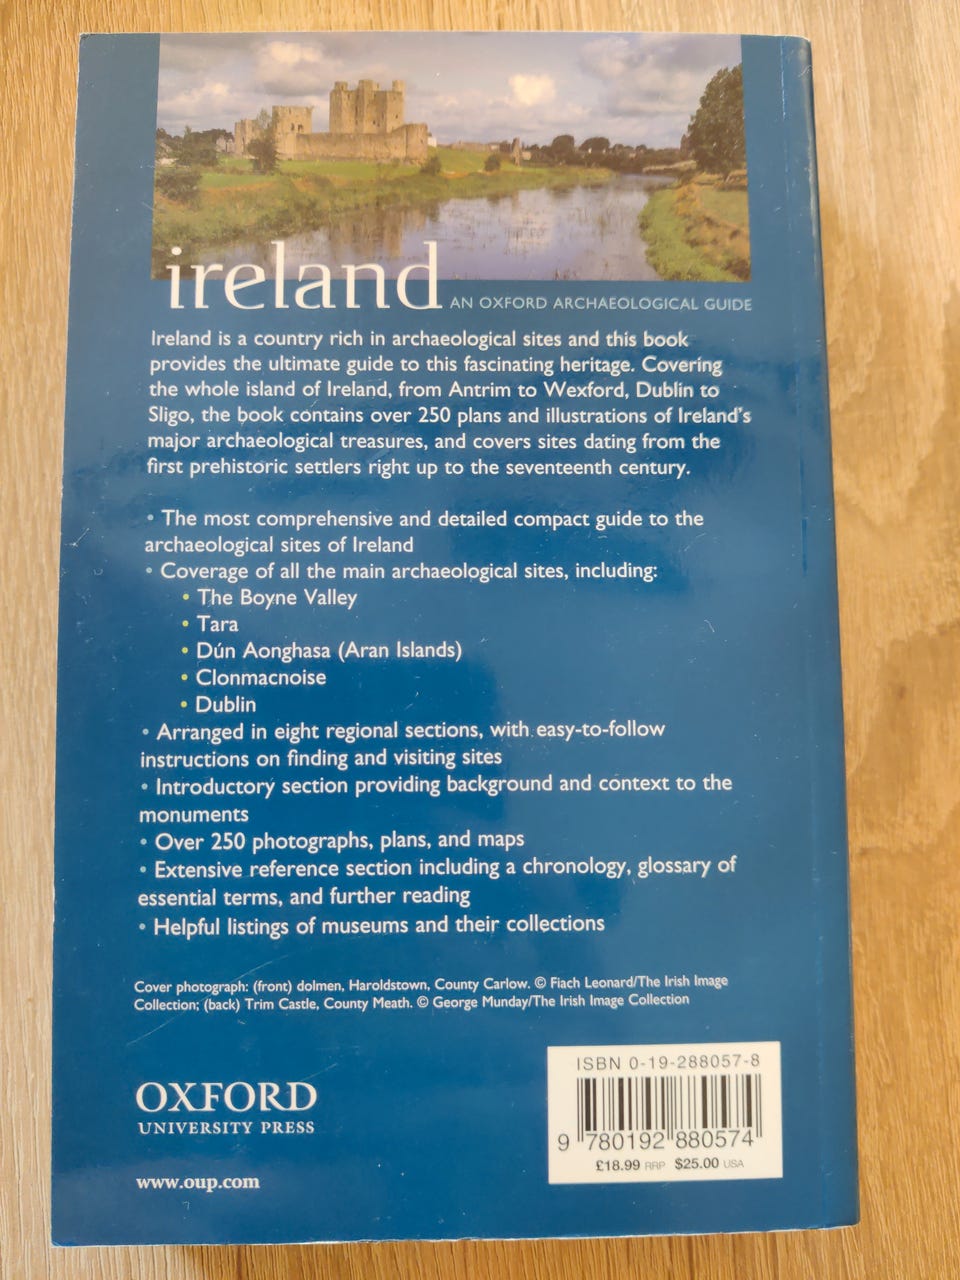 ireland AN OXFORD ARCHAEOLOGICAL GUIDE
Ireland is a country rich in archaeological sites and this book
provides the ultimate guide to this fascinating heritage. Covering
the whole island of Ireland, from Antrim to Wexford, Dublin to
Sligo, the book contains over 250 plans and illustrations of Ireland's
major archaeological treasures, and covers sites dating from the
first prehistoric settlers right up to the seventeenth century.
• The most comprehensive and detailed compact guide to the
archaeological sites of Ireland
• Coverage of all the main archaeological sites, including:
• The Boyne Valley
• Tara
• Dún Aonghasa (Aran Islands)
• Clonmacnoise
• Dublin
• Arranged in eight regional sections, with easy-to-follow
instructions on finding and visiting sites
• Introductory section providing background and context to the
monuments
• Over 250 photographs, plans, and maps
• Extensive reference section including a chronology, glossary of
essential terms, and further reading
• Helpful listings of museums and their collections
Cover photograph: (front) dolmen, Haroldstown, County Carlow. © Fiach Leonard/The Irish Image
Collection; (back) Trim Castle, County Meath. © George Munday/The Irish Image Collection
OXFORD
UNIVERSITY PRESS
www.oup.com
ISBN 0-19-288057-8
9 780192 880574
£18.99 RRP $25.00 USA